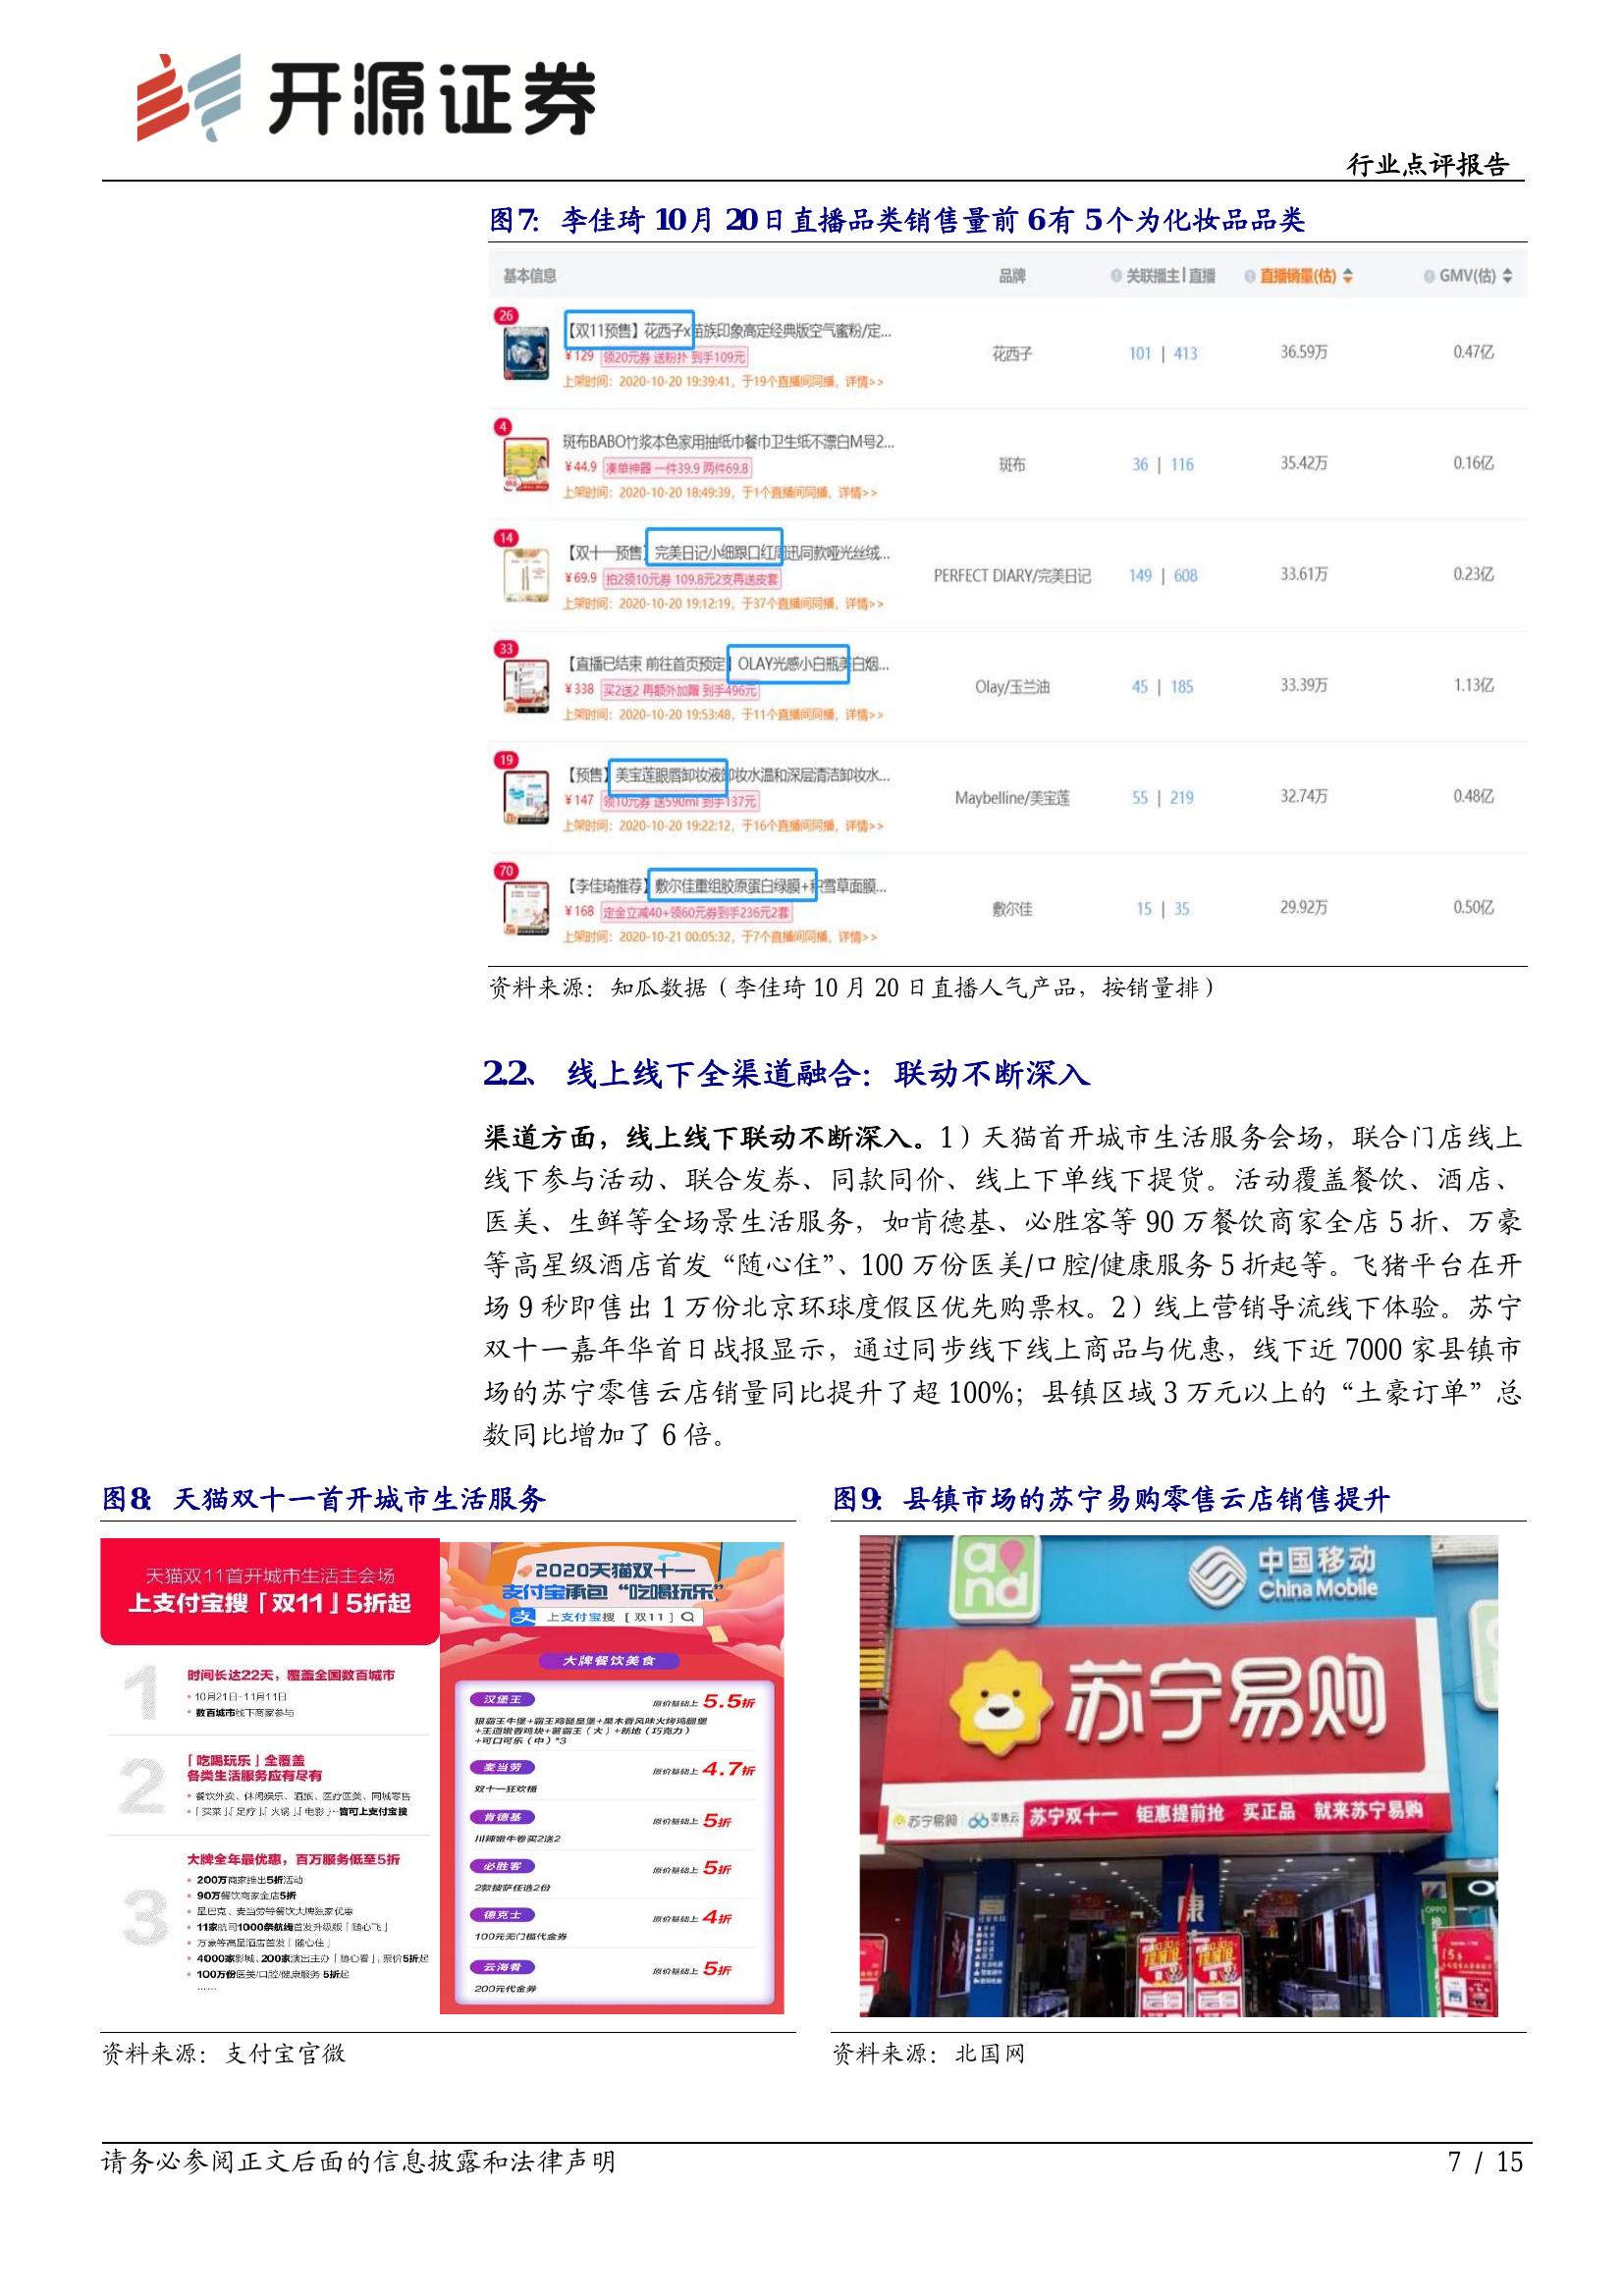 开源证券
行业点评报告
图7: 李佳琦 10月 20日直播品类销售量前 6有 5个为化妆品品类
基本信息 品牌 关联播主|直播 直播销量(估) GMV(估)
26
【双11预售】花西子x苗族印象高定经典版空气蜜粉/定...
¥129 领20元券 送粉扑 到手109元
上架时间：2020-10-20 19:39:41，于19个直播间同播，详情>>
花西子 101 | 413 36.59万 0.47亿
4
斑布BABO竹浆本色家用抽纸巾餐巾卫生纸不漂白M号2...
¥44.9 凑单神器 一件39.9 两件69.8
上架时间：2020-10-20 18:49:39，于1个直播间同播，详情>>
斑布 36 | 116 35.42万 0.16亿
14
【双十一预售】完美日记小细跟口红周迅同款哑光丝绒...
¥69.9 拍2领10元券 109.8元2支再送皮套
上架时间：2020-10-20 19:12:19，于37个直播间同播，详情>>
PERFECT DIARY/完美日记 149 | 608 33.61万 0.23亿
33
【直播已结束 前往首页预定】OLAY光感小白瓶美白烟...
¥338 买2送2 再额外加赠 到手496元
上架时间：2020-10-20 19:53:48，于11个直播间同播，详情>>
Olay/玉兰油 45 | 185 33.39万 1.13亿
19
【预售】美宝莲眼唇卸妆液卸妆水温和深层清洁卸妆水...
¥147 领10元券 送590ml 到手137元
上架时间：2020-10-20 19:22:12，于16个直播间同播，详情>>
Maybelline/美宝莲 55 | 219 32.74万 0.48亿
70
【李佳琦推荐】敷尔佳重组胶原蛋白绿膜+积雪草面膜...
¥168 定金立减40+领60元券到手236元2套
上架时间：2020-10-21 00:05:32，于7个直播间同播，详情>>
敷尔佳 15 | 35 29.92万 0.50亿
资料来源：知瓜数据（李佳琦 10 月 20 日直播人气产品，按销量排）
2.2、 线上线下全渠道融合：联动不断深入
渠道方面，线上线下联动不断深入。1）天猫首开城市生活服务会场，联合门店线上
线下参与活动、联合发券、同款同价、线上下单线下提货。活动覆盖餐饮、酒店、
医美、生鲜等全场景生活服务，如肯德基、必胜客等 90 万餐饮商家全店 5 折、万豪
等高星级酒店首发“随心住”、100 万份医美/口腔/健康服务 5 折起等。飞猪平台在开
场 9 秒即售出 1 万份北京环球度假区优先购票权。2）线上营销导流线下体验。苏宁
双十一嘉年华首日战报显示，通过同步线下线上商品与优惠，线下近 7000 家县镇市
场的苏宁零售云店销量同比提升了超 100%；县镇区域 3 万元以上的“土豪订单”总
数同比增加了 6 倍。
图8: 天猫双十一首开城市生活服务
天猫双11首开城市生活主会场
上支付宝搜「双11」5折起
1
时间长达22天，覆盖全国数百城市
• 10月21日-11月11日
• 数百城市线下商家参与
2
「吃喝玩乐」全覆盖
各类生活服务应有尽有
• 餐饮外卖、休闲娱乐、酒旅、医疗医美、同城零售
• 「买菜」「足疗」「火锅」「电影」…皆可上支付宝搜
3
大牌全年最优惠，百万服务低至5折
• 200万商家推出5折活动
• 90万餐饮商家全店5折
• 星巴克、麦当劳等餐饮大牌独家优惠
• 11家航司1000条航线首发升级版「随心飞」
• 万豪等高星酒店首发「随心住」
• 4000家影城、200家演出主办「随心看」，票价5折起
• 100万份医美/口腔/健康服务 5折起
……
2020天猫双十一
支付宝承包“吃喝玩乐”
支 上支付宝搜 [ 双11 ]
大牌餐饮美食
汉堡王 原价基础上 5.5折
狠霸王牛堡+霸王鸡腿皇堡+果木香风味火烤鸡腿堡
+王道嫩香鸡块+薯霸王（大）+新地（巧克力）
+可口可乐（中）*3
麦当劳 原价基础上 4.7折
双十一狂欢桶
肯德基 原价基础上 5折
川辣嫩牛卷买2送2
必胜客 原价基础上 5折
2款披萨任选2份
德克士 原价基础上 4折
100元无门槛代金券
云海肴 原价基础上 5折
200元代金券
资料来源：支付宝官微
图9: 县镇市场的苏宁易购零售云店销售提升
and
中国移动
China Mobile
苏宁易购
苏宁易购 零售云 苏宁双十一 钜惠提前抢 买正品 就来苏宁易购
OPPO
资料来源：北国网
请务必参阅正文后面的信息披露和法律声明
7 / 15